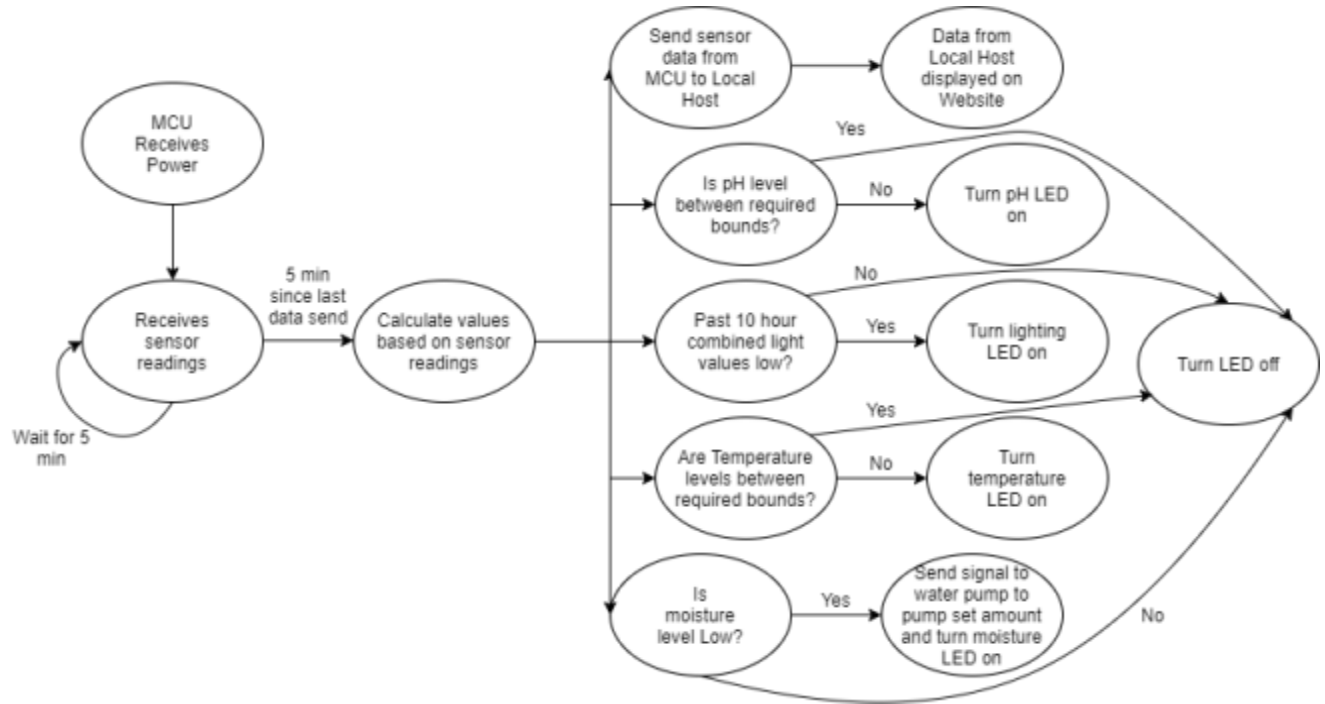 MCU
Receives
Power
Receives
sensor
readings
Wait for 5
min
5 min
since last
data send
Calculate values
based on sensor
readings
Send sensor
data from
MCU to Local
Host
Data from
Local Host
displayed on
Website
Is pH level
between required
bounds?
Yes
No
Turn pH LED
on
Past 10 hour
combined light
values low?
No
Yes
Turn lighting
LED on
Turn LED off
Are Temperature
levels between
required bounds?
Yes
No
Turn
temperature
LED on
Is
moisture
level Low?
Yes
Send signal to
water pump to
pump set amount
and turn moisture
LED on
No